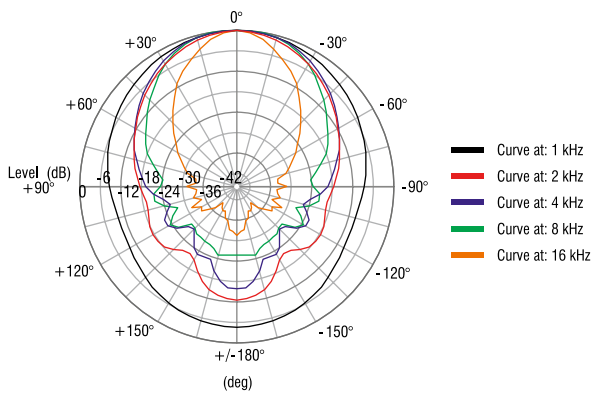 0°
+30°
-30°
+60°
-60°
Level (dB)
+90°
0
-6
-12
-18
-24
-30
-36
-42
-90°
+120°
-120°
+150°
-150°
+/-180°
(deg)
Curve at: 1 kHz
Curve at: 2 kHz
Curve at: 4 kHz
Curve at: 8 kHz
Curve at: 16 kHz